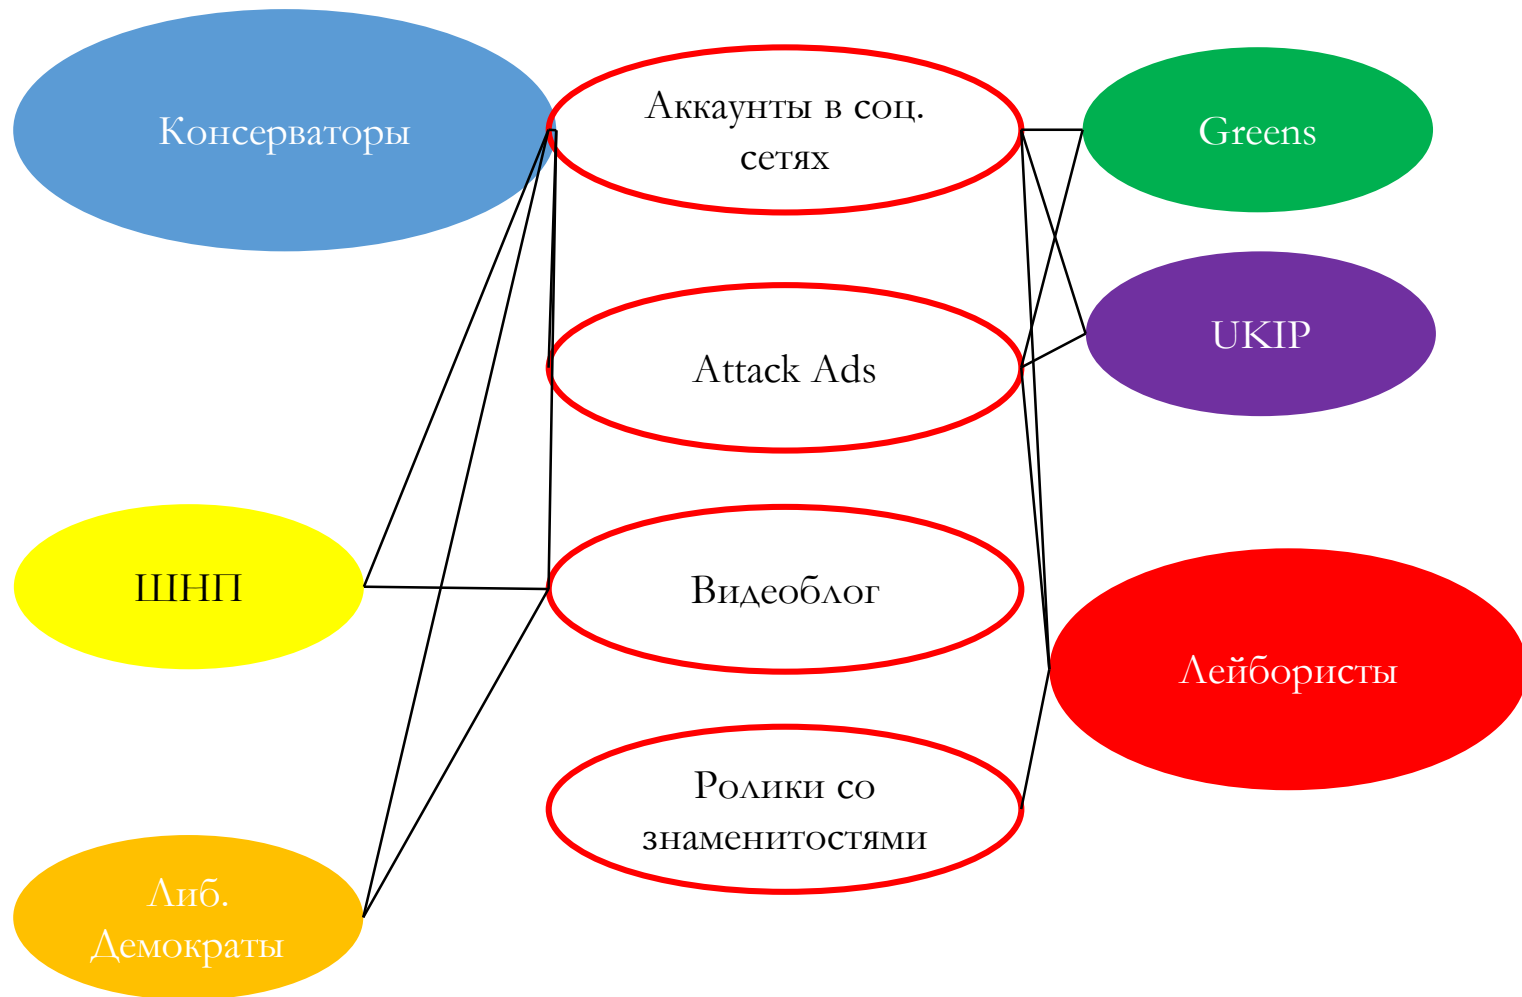 Консерваторы
Аккаунты в соц.
сетях
Greens
UKIP
Attack Ads
ШНП
Видеоблог
Лейбористы
Ролики со
знаменитостями
Либ.
Демократы